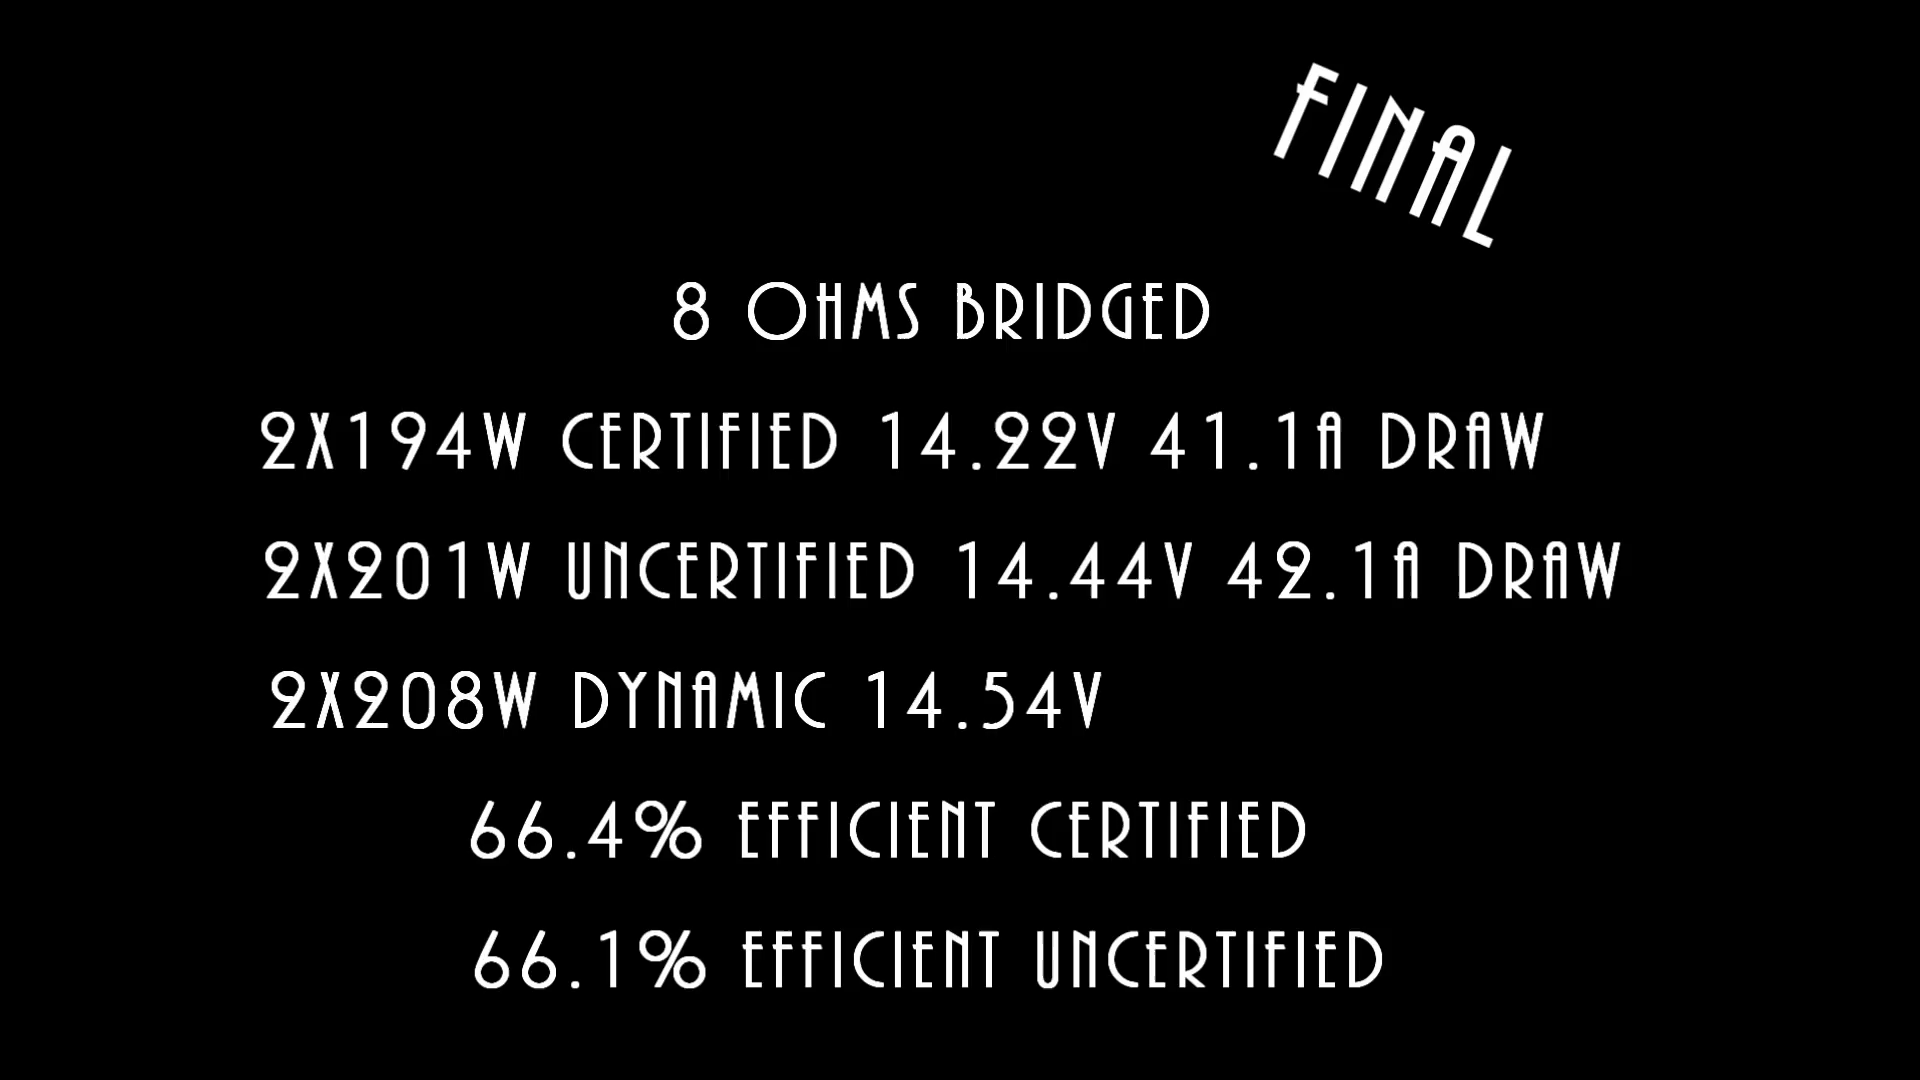 FINAL
8 OHMS BRIDGED
2X194W CERTIFIED 14.22V 41.1A DRAW
2X201W UNCERTIFIED 14.44V 42.1A DRAW
2X208W DYNAMIC 14.54V
66.4% EFFICIENT CERTIFIED
66.1% EFFICIENT UNCERTIFIED